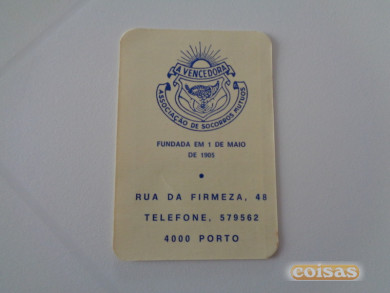 A VENCEDORA
ASSOCIAÇÃO DE SOCORROS MÚTUOS
FUNDADA EM 1 DE MAIO
DE 1905
RUA DA FIRMEZA, 48
TELEFONE, 579562
4000 PORTO
coisas